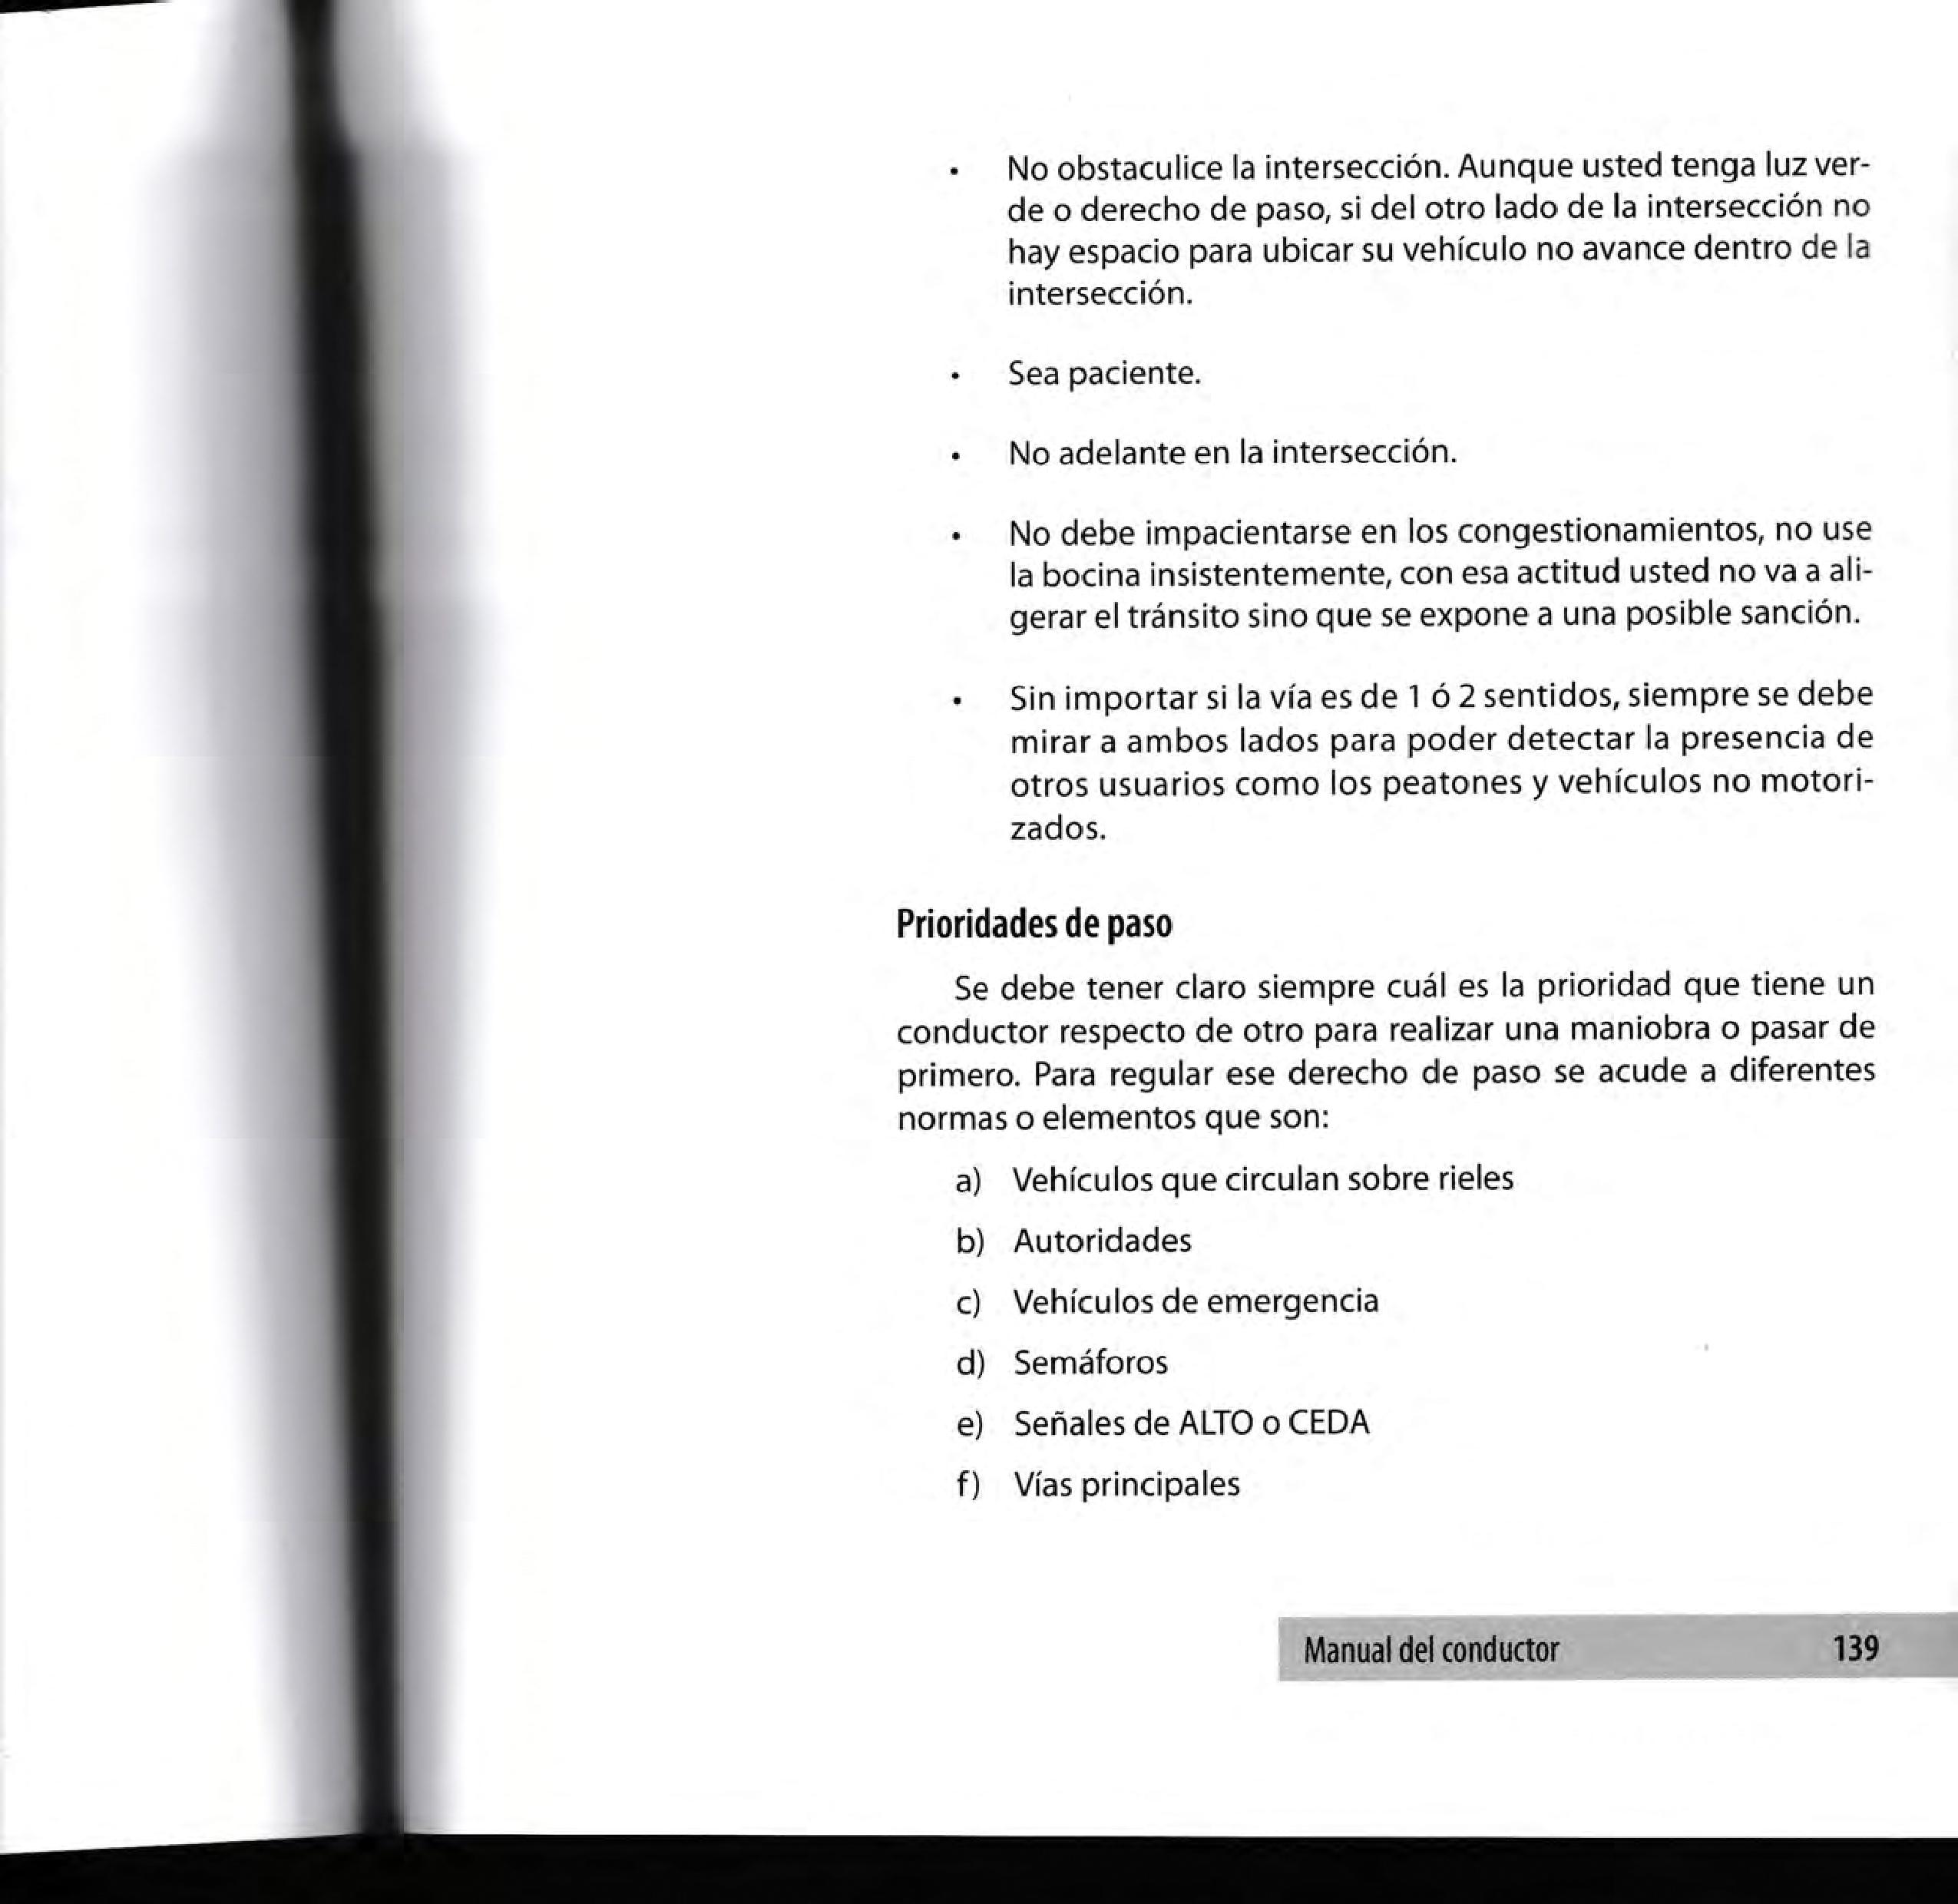 • No obstaculice la intersección. Aunque usted tenga luz ver-
de o derecho de paso, si del otro lado de la intersección no
hay espacio para ubicar su vehículo no avance dentro de la
intersección.
• Sea paciente.
• No adelante en la intersección.
• No debe impacientarse en los congestionamientos, no use
la bocina insistentemente, con esa actitud usted no va a ali-
gerar el tránsito sino que se expone a una posible sanción.
• Sin importar si la vía es de 1 ó 2 sentidos, siempre se debe
mirar a ambos lados para poder detectar la presencia de
otros usuarios como los peatones y vehículos no motori-
zados.
Prioridades de paso
Se debe tener claro siempre cuál es la prioridad que tiene un
conductor respecto de otro para realizar una maniobra o pasar de
primero. Para regular ese derecho de paso se acude a diferentes
normas o elementos que son:
a) Vehículos que circulan sobre rieles
b) Autoridades
c) Vehículos de emergencia
d) Semáforos
e) Señales de ALTO o CEDA
f) Vías principales
Manual del conductor 139